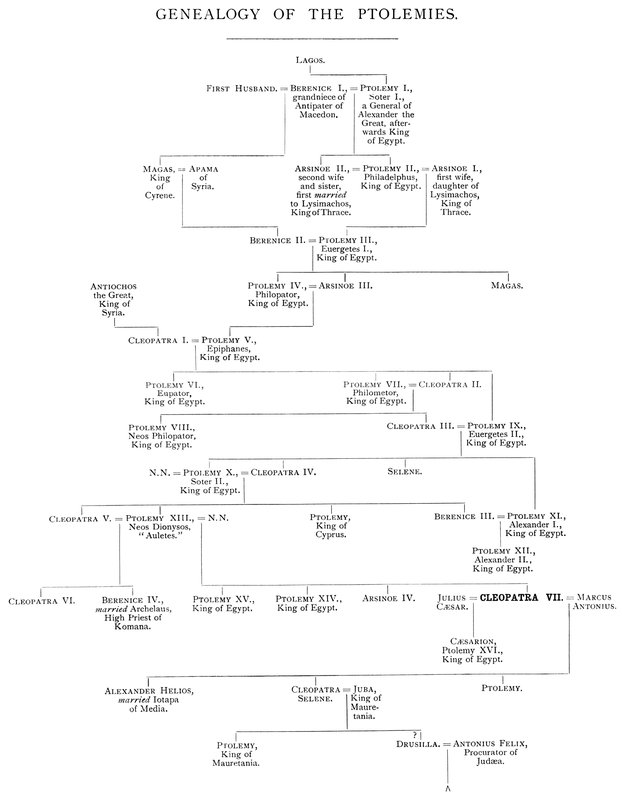 GENEALOGY OF THE PTOLEMIES.
LAGOS.
FIRST HUSBAND. = BERENICE I., = PTOLEMY I.,
grandniece of
Antipater of
Macedon.
Soter I.,
a General of
Alexander the
Great, after-
wards King
of Egypt.
MAGAS, = APAMA
King
of
Cyrene.
of
Syria.
ARSINOE II., = PTOLEMY II., = ARSINOE I.,
second wife
and sister,
first married
to Lysimachos,
King of Thrace.
Philadelphus,
King of Egypt.
first wife,
daughter of
Lysimachos,
King of
Thrace.
BERENICE II. = PTOLEMY III.,
Euergetes I.,
King of Egypt.
ANTIOCHOS
the Great,
King of
Syria.
PTOLEMY IV., = ARSINOE III.
Philopator,
King of Egypt.
MAGAS.
CLEOPATRA I. = PTOLEMY V.,
Epiphanes,
King of Egypt.
PTOLEMY VI.,
Eupator,
King of Egypt.
PTOLEMY VII., = CLEOPATRA II.
Philometor,
King of Egypt.
PTOLEMY VIII.,
Neos Philopator,
King of Egypt.
CLEOPATRA III. = PTOLEMY IX.,
Euergetes II.,
King of Egypt.
N.N. = PTOLEMY X., = CLEOPATRA IV.
Soter II.,
King of Egypt.
SELENE.
CLEOPATRA V. = PTOLEMY XIII., = N.N.
Neos Dionysos,
"Auletes."
PTOLEMY,
King of
Cyprus.
BERENICE III. = PTOLEMY XI.,
Alexander I.,
King of Egypt.
PTOLEMY XII.,
Alexander II.,
King of Egypt.
CLEOPATRA VI.
BERENICE IV.,
married Archelaus,
High Priest of
Komana.
PTOLEMY XV.,
King of Egypt.
PTOLEMY XIV.,
King of Egypt.
ARSINOE IV.
JULIUS = CLEOPATRA VII. = MARCUS
CÆSAR.
ANTONIUS.
CÆSARION,
Ptolemy XVI.,
King of Egypt.
ALEXANDER HELIOS,
married Iotapa
of Media.
CLEOPATRA = JUBA,
SELENE.
King of
Maure-
tania.
PTOLEMY.
PTOLEMY,
King of
Mauretania.
?
DRUSILLA. = ANTONIUS FELIX,
Procurator of
Judæa.